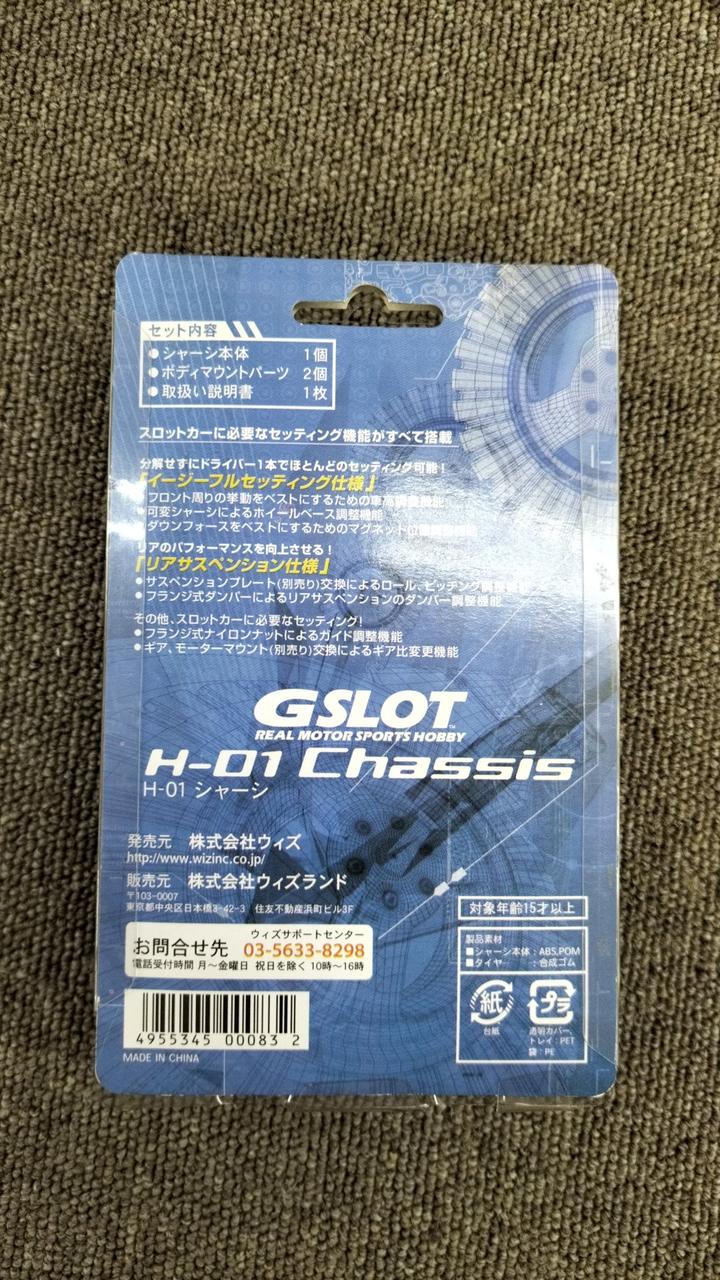 セット内容
●シャーシ本体 1個
●ボディマウントパーツ 2個
●取扱い説明書 1枚
スロットカーに必要なセッティング機能がすべて搭載
分解せずにドライバー1本でほとんどのセッティング可能！
「イージーフルセッティング仕様」
●フロント周りの挙動をベストにするための車高調整機能
●可変シャーシによるホイールベース調整機能
●ダウンフォースをベストにするためのマグネット位置調整機能
リアのパフォーマンスを向上させる！
「リアサスペンション仕様」
●サスペンションプレート(別売り)交換によるロール、ピッチング調整機能
●フランジ式ダンパーによるリアサスペンションのダンパー調整機能
その他、スロットカーに必要なセッティング！
●フランジ式ナイロンナットによるガイド調整機能
●ギア、モーターマウント(別売り)交換によるギア比変更機能
GSLOT™
REAL MOTOR SPORTS HOBBY
H-01 Chassis
H-01 シャーシ
発売元 株式会社ウィズ
http://www.wizinc.co.jp/
販売元 株式会社ウィズランド
〒103-0007
東京都中央区日本橋3-42-3 住友不動産浜町ビル3F
ウィズサポートセンター
お問合せ先 03-5633-8298
電話受付時間 月～金曜日 祝日を除く 10時～16時
4955345 00083 2
MADE IN CHINA
対象年齢15才以上
製品素材
■シャーシ本体：ABS,POM
■タイヤ ：合成ゴム
紙
台紙
プラ
透明カバー、
トレイ：PET
袋：PE